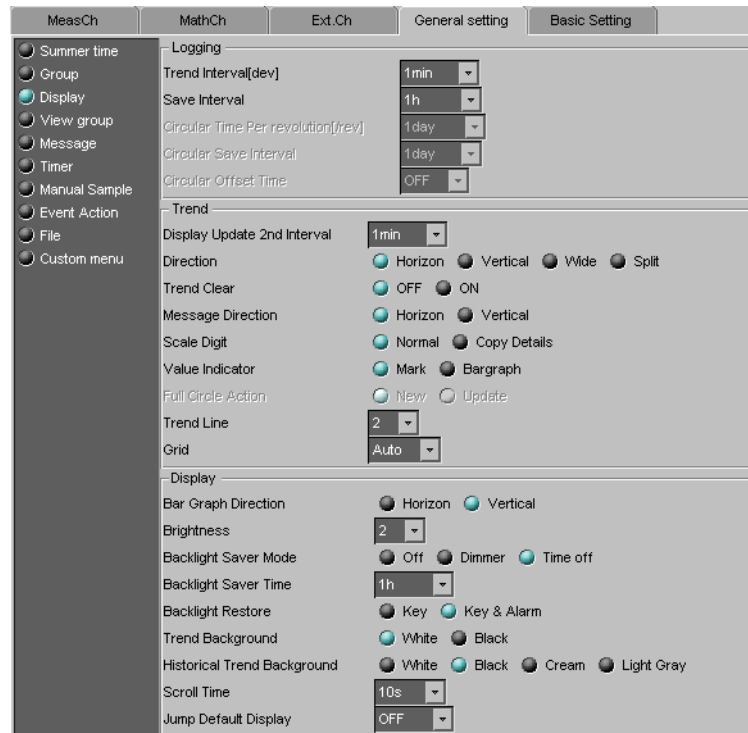 MeasCh MathCh Ext.Ch General setting Basic Setting
Summer time
Group
Display
View group
Message
Timer
Manual Sample
Event Action
File
Custom menu
Logging
Trend Interval[dev] 1min
Save Interval 1h
Circular Time Per revolution[/rev] 1day
Circular Save Interval 1day
Circular Offset Time OFF
Trend
Display Update 2nd Interval 1min
Direction Horizon Vertical Wide Split
Trend Clear OFF ON
Message Direction Horizon Vertical
Scale Digit Normal Copy Details
Value Indicator Mark Bargraph
Full Circle Action New Update
Trend Line 2
Grid Auto
Display
Bar Graph Direction Horizon Vertical
Brightness 2
Backlight Saver Mode Off Dimmer Time off
Backlight Saver Time 1h
Backlight Restore Key Key & Alarm
Trend Background White Black
Historical Trend Background White Black Cream Light Gray
Scroll Time 10s
Jump Default Display OFF